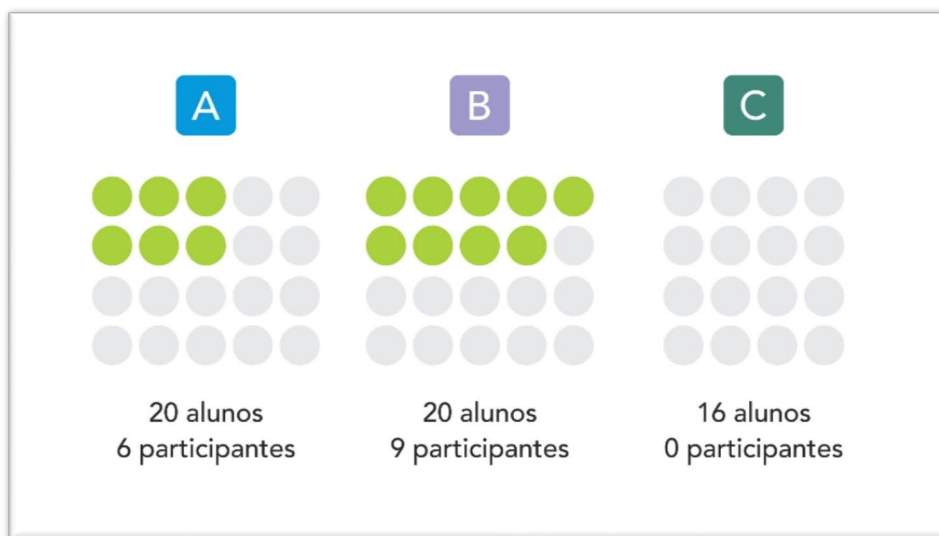 A
B
C
20 alunos
6 participantes
20 alunos
9 participantes
16 alunos
0 participantes